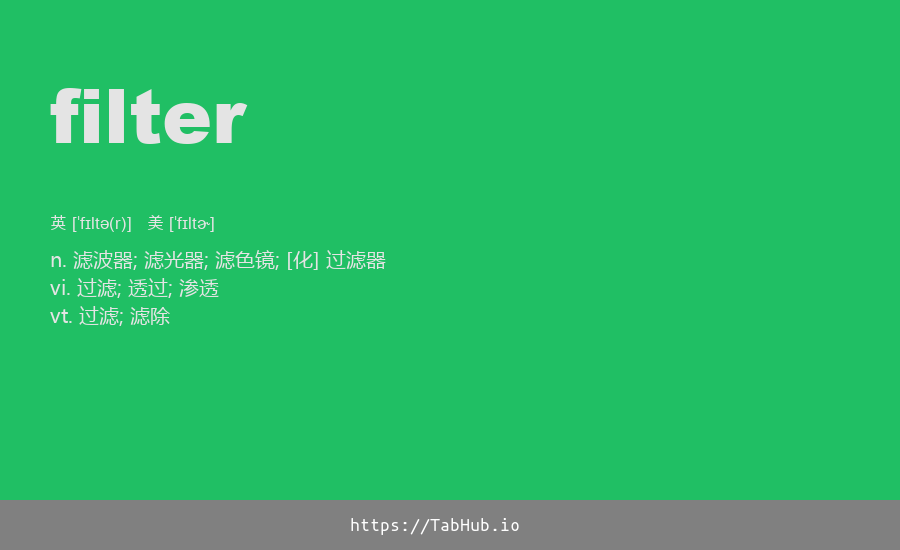 filter
英 [ˈfɪltə(r)] 美 [ˈfɪltɚ]
n. 滤波器; 滤光器; 滤色镜; [化] 过滤器
vi. 过滤; 透过; 渗透
vt. 过滤; 滤除
https://TabHub.io